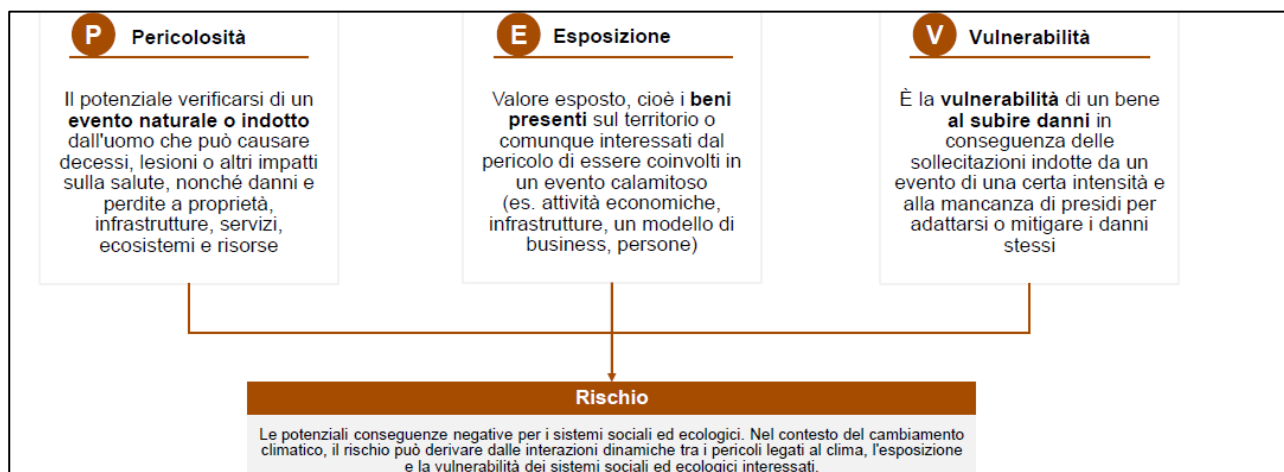 P Pericolosità
Il potenziale verificarsi di un
evento naturale o indotto
dall'uomo che può causare
decessi, lesioni o altri impatti
sulla salute, nonché danni e
perdite a proprietà,
infrastrutture, servizi,
ecosistemi e risorse
E Esposizione
Valore esposto, cioè i beni
presenti sul territorio o
comunque interessati dal
pericolo di essere coinvolti in
un evento calamitoso
(es. attività economiche,
infrastrutture, un modello di
business, persone)
V Vulnerabilità
È la vulnerabilità di un bene
al subire danni in
conseguenza delle
sollecitazioni indotte da un
evento di una certa intensità e
alla mancanza di presidi per
adattarsi o mitigare i danni
stessi
Rischio
Le potenziali conseguenze negative per i sistemi sociali ed ecologici. Nel contesto del cambiamento
climatico, il rischio può derivare dalle interazioni dinamiche tra i pericoli legati al clima, l'esposizione
e la vulnerabilità dei sistemi sociali ed ecologici interessati.